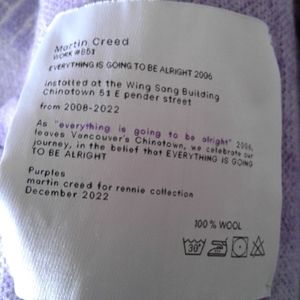 Martin Creed
WORK #851
EVERYTHING IS GOING TO BE ALRIGHT 2006
installed at the Wing Sang Building
Chinatown 51 E pender street
from 2008-2022
As "everything is going to be alright" 2006,
leaves Vancouver's Chinatown, we celebrate our
journey, in the belief that EVERYTHING IS GOING
TO BE ALRIGHT
Purples
martin creed for rennie collection
December 2022
100% WOOL
30°